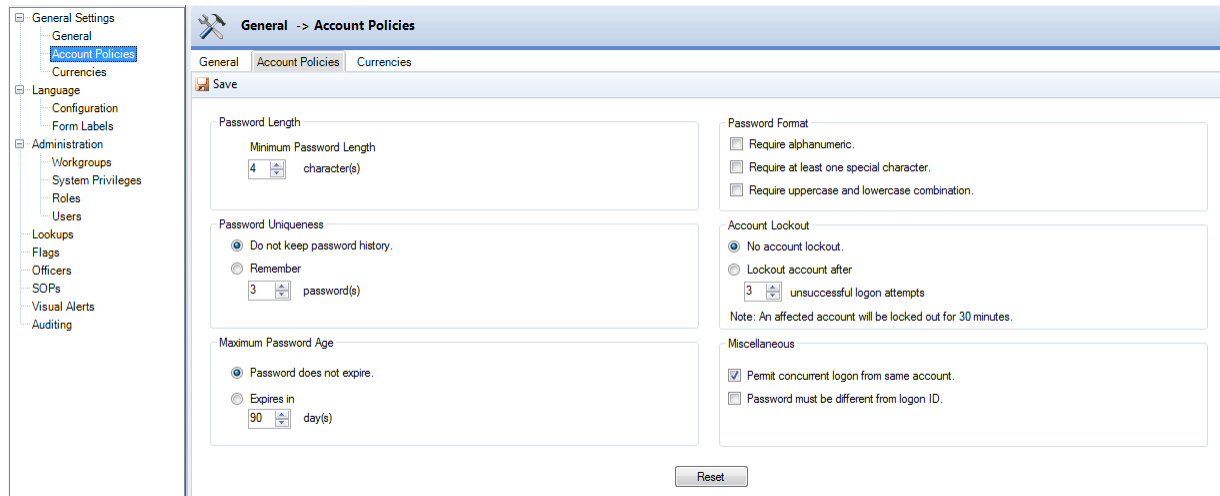 General Settings
General
Account Policies
Currencies
Language
Configuration
Form Labels
Administration
Workgroups
System Privileges
Roles
Users
Lookups
Flags
Officers
SOPs
Visual Alerts
Auditing
General -> Account Policies
General Account Policies Currencies
Save
Password Length
Minimum Password Length
4 character(s)
Password Uniqueness
Do not keep password history.
Remember
3 password(s)
Maximum Password Age
Password does not expire.
Expires in
90 day(s)
Password Format
Require alphanumeric.
Require at least one special character.
Require uppercase and lowercase combination.
Account Lockout
No account lockout.
Lockout account after
3 unsuccessful logon attempts
Note: An affected account will be locked out for 30 minutes.
Miscellaneous
Permit concurrent logon from same account.
Password must be different from logon ID.
Reset